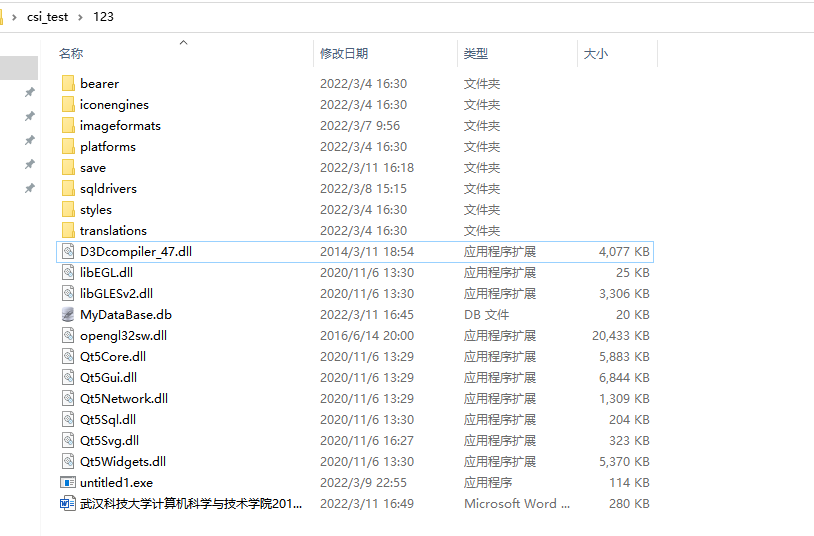 csi_test > 123
名称 修改日期 类型 大小
bearer 2022/3/4 16:30 文件夹
iconengines 2022/3/4 16:30 文件夹
imageformats 2022/3/7 9:56 文件夹
platforms 2022/3/4 16:30 文件夹
save 2022/3/11 16:18 文件夹
sqldrivers 2022/3/8 15:15 文件夹
styles 2022/3/4 16:30 文件夹
translations 2022/3/4 16:30 文件夹
D3Dcompiler_47.dll 2014/3/11 18:54 应用程序扩展 4,077 KB
libEGL.dll 2020/11/6 13:30 应用程序扩展 25 KB
libGLESv2.dll 2020/11/6 13:30 应用程序扩展 3,306 KB
MyDataBase.db 2022/3/11 16:45 DB 文件 20 KB
opengl32sw.dll 2016/6/14 20:00 应用程序扩展 20,433 KB
Qt5Core.dll 2020/11/6 13:29 应用程序扩展 5,883 KB
Qt5Gui.dll 2020/11/6 13:29 应用程序扩展 6,844 KB
Qt5Network.dll 2020/11/6 13:29 应用程序扩展 1,309 KB
Qt5Sql.dll 2020/11/6 13:30 应用程序扩展 204 KB
Qt5Svg.dll 2020/11/6 16:27 应用程序扩展 323 KB
Qt5Widgets.dll 2020/11/6 13:30 应用程序扩展 5,370 KB
untitled1.exe 2022/3/9 22:55 应用程序 114 KB
武汉科技大学计算机科学与技术学院201... 2022/3/11 16:49 Microsoft Word ... 280 KB